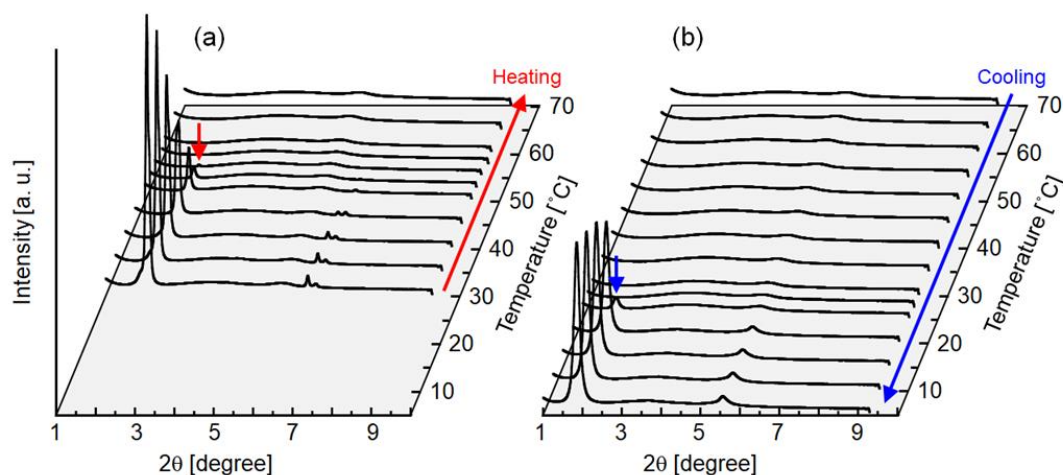 (a)
Heating
70
60
50
40
30
20
10
Temperature [˚C]
Intensity [a. u.]
1 3 5 7 9
2θ [degree]
(b)
Cooling
70
60
50
40
30
20
10
Temperature [˚C]
1 3 5 7 9
2θ [degree]